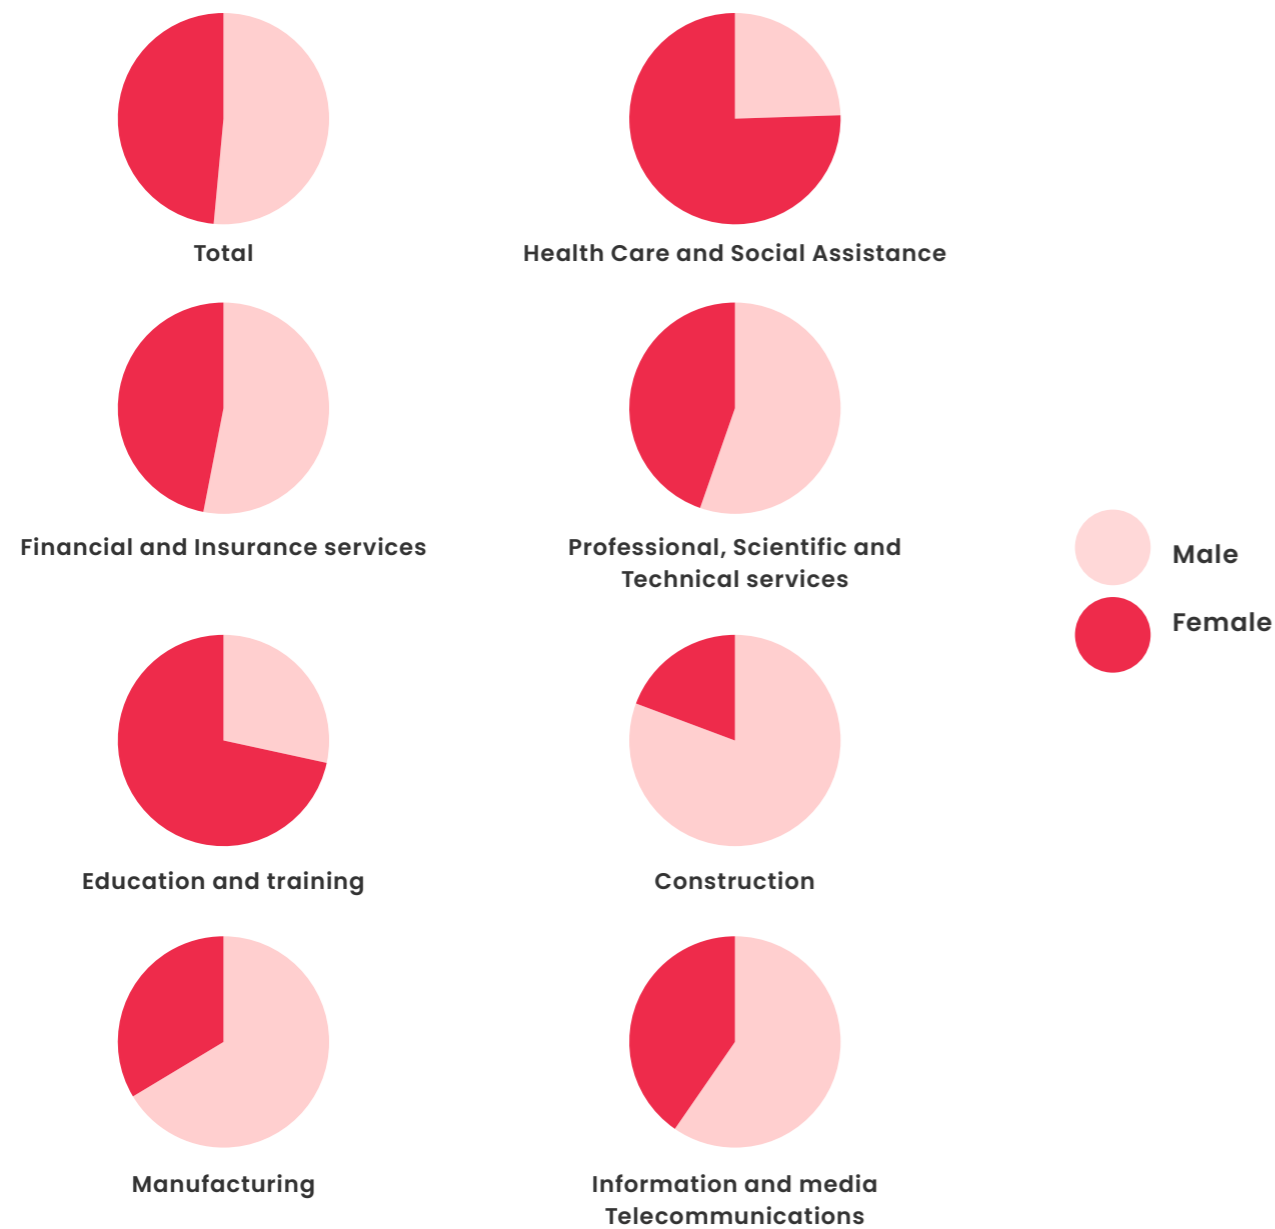 Total
Health Care and Social Assistance
Financial and Insurance services
Professional, Scientific and
Technical services
Male
Female
Education and training
Construction
Manufacturing
Information and media
Telecommunications